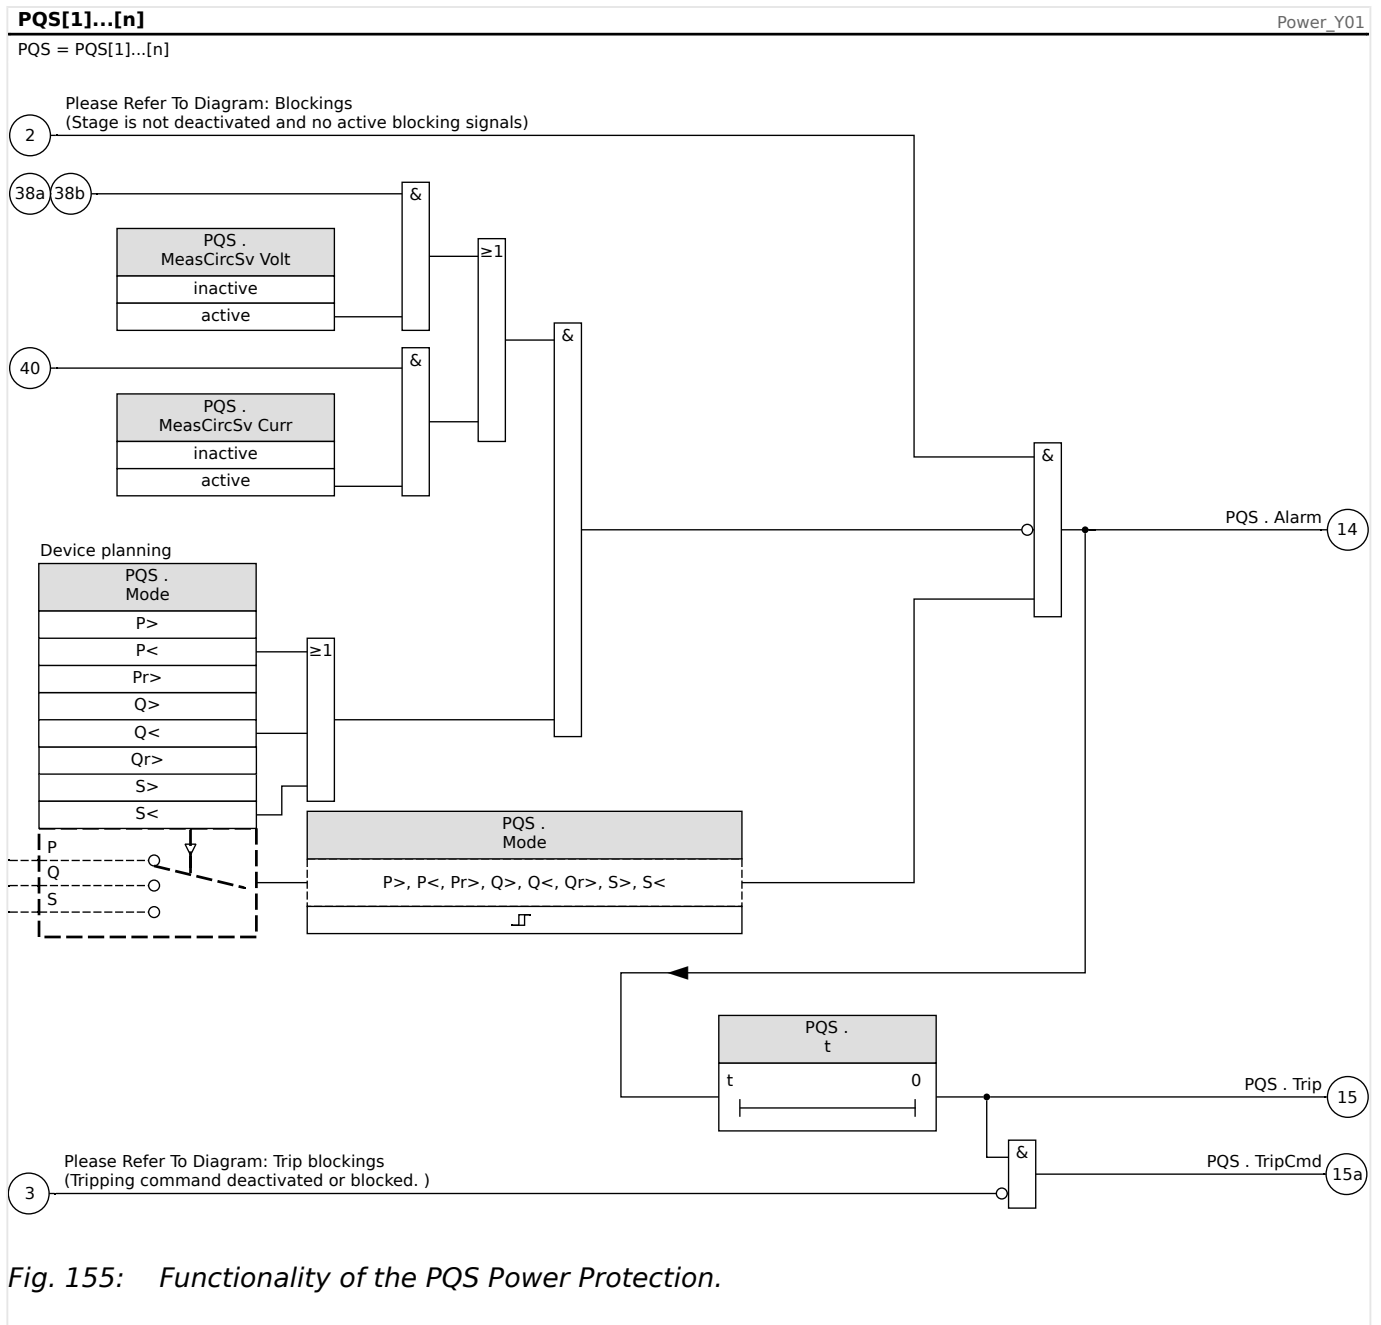 PQS[1]...[n]
Power_Y01
PQS = PQS[1]...[n]
Please Refer To Diagram: Blockings
(Stage is not deactivated and no active blocking signals)
2
38a
38b
&
PQS .
MeasCircSv Volt
inactive
active
≥1
&
40
&
PQS .
MeasCircSv Curr
inactive
active
&
PQS . Alarm
14
Device planning
PQS .
Mode
P>
P<
≥1
Pr>
Q>
Q<
Qr>
S>
S<
P
Q
S
PQS .
Mode
P>, P<, Pr>, Q>, Q<, Qr>, S>, S<
PQS .
t
t
0
PQS . Trip
15
Please Refer To Diagram: Trip blockings
(Tripping command deactivated or blocked. )
3
&
PQS . TripCmd
15a
Fig. 155: Functionality of the PQS Power Protection.